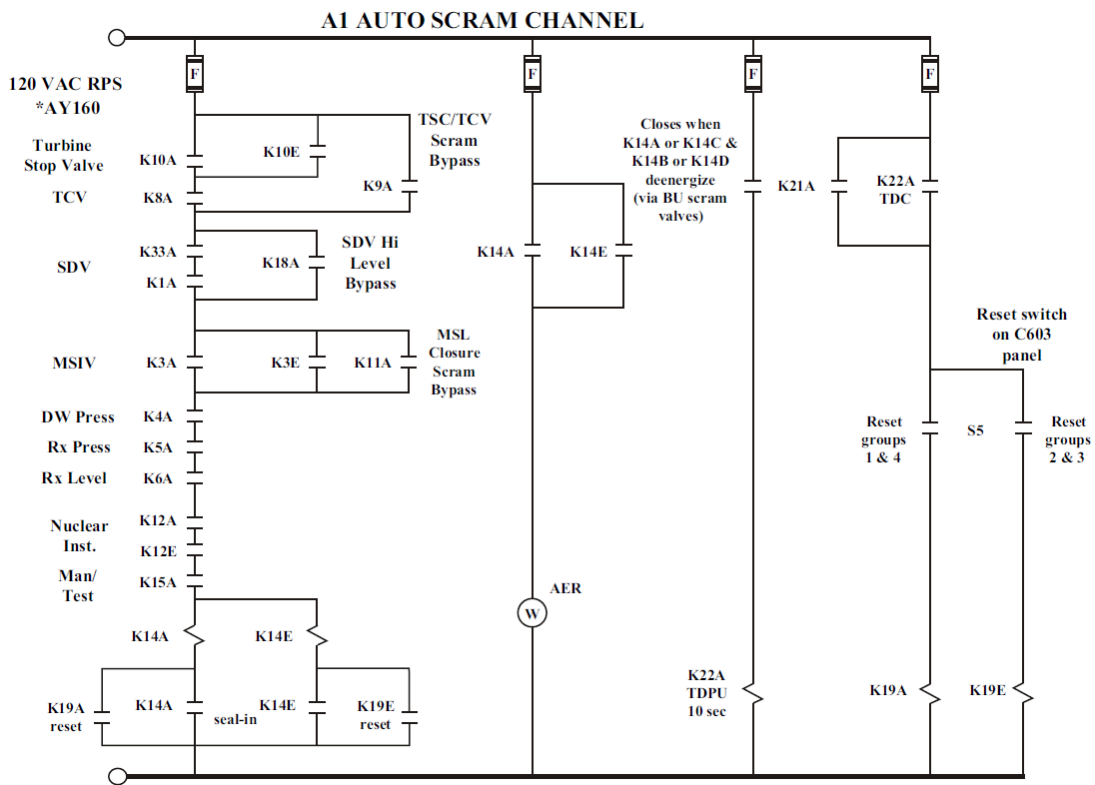 A1 AUTO SCRAM CHANNEL
F
F
F
F
120 VAC RPS
*AY160
TSC/TCV
Scram
Bypass
Closes when
K14A or K14C &
K14B or K14D
deenergize
(via BU scram
valves)
Turbine
Stop Valve
K10A
K10E
K9A
TCV
K8A
K21A
K22A
TDC
SDV
K33A
K1A
K18A
SDV Hi
Level
Bypass
K14A
K14E
MSIV
K3A
K3E
K11A
MSL
Closure
Scram
Bypass
Reset switch
on C603
panel
DW Press
K4A
Rx Press
K5A
Rx Level
K6A
Reset
groups
1 & 4
S5
Reset
groups
2 & 3
Nuclear
Inst.
K12A
K12E
Man/
Test
K15A
AER
W
K14A
K14E
K19A
reset
K14A
seal-in
K14E
K19E
reset
K22A
TDPU
10 sec
K19A
K19E